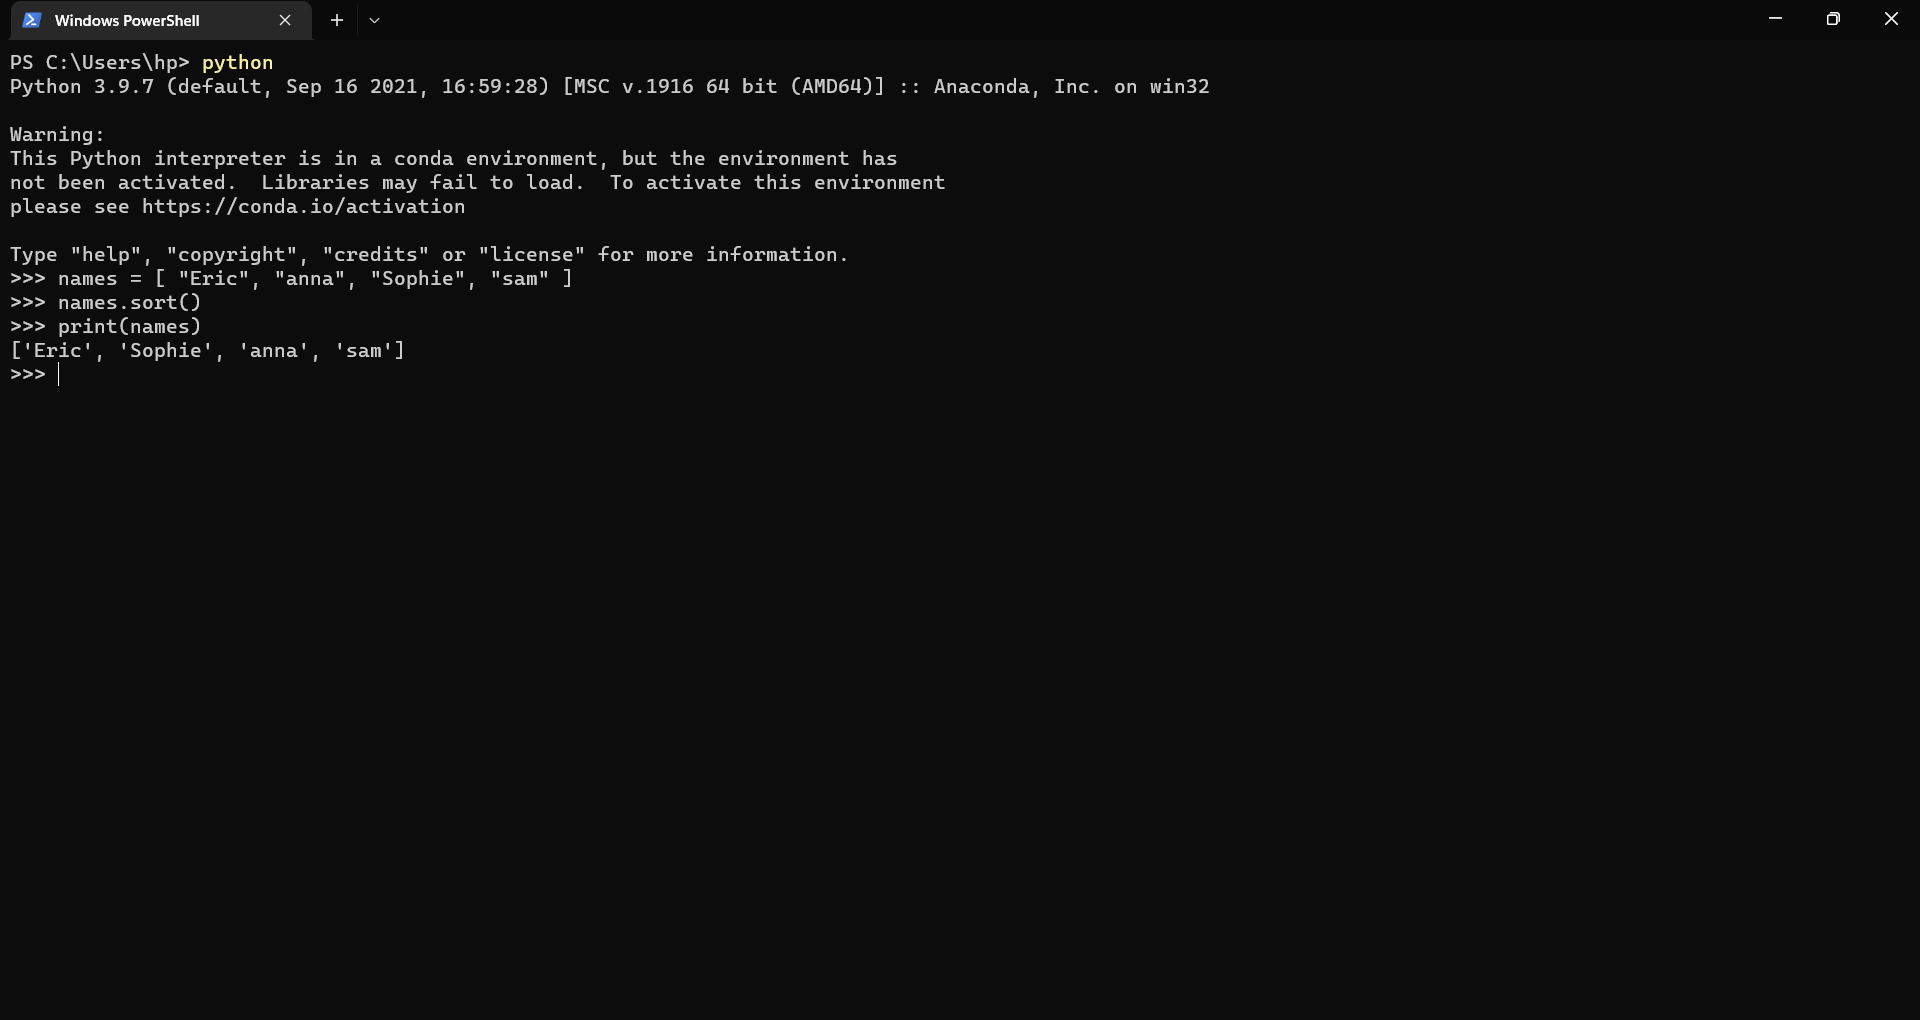 Windows PowerShell
PS C:\Users\hp> python
Python 3.9.7 (default, Sep 16 2021, 16:59:28) [MSC v.1916 64 bit (AMD64)] :: Anaconda, Inc. on win32
Warning:
This Python interpreter is in a conda environment, but the environment has
not been activated.  Libraries may fail to load.  To activate this environment
please see https://conda.io/activation
Type "help", "copyright", "credits" or "license" for more information.
>>> names = [ "Eric", "anna", "Sophie", "sam" ]
>>> names.sort()
>>> print(names)
['Eric', 'Sophie', 'anna', 'sam']
>>>